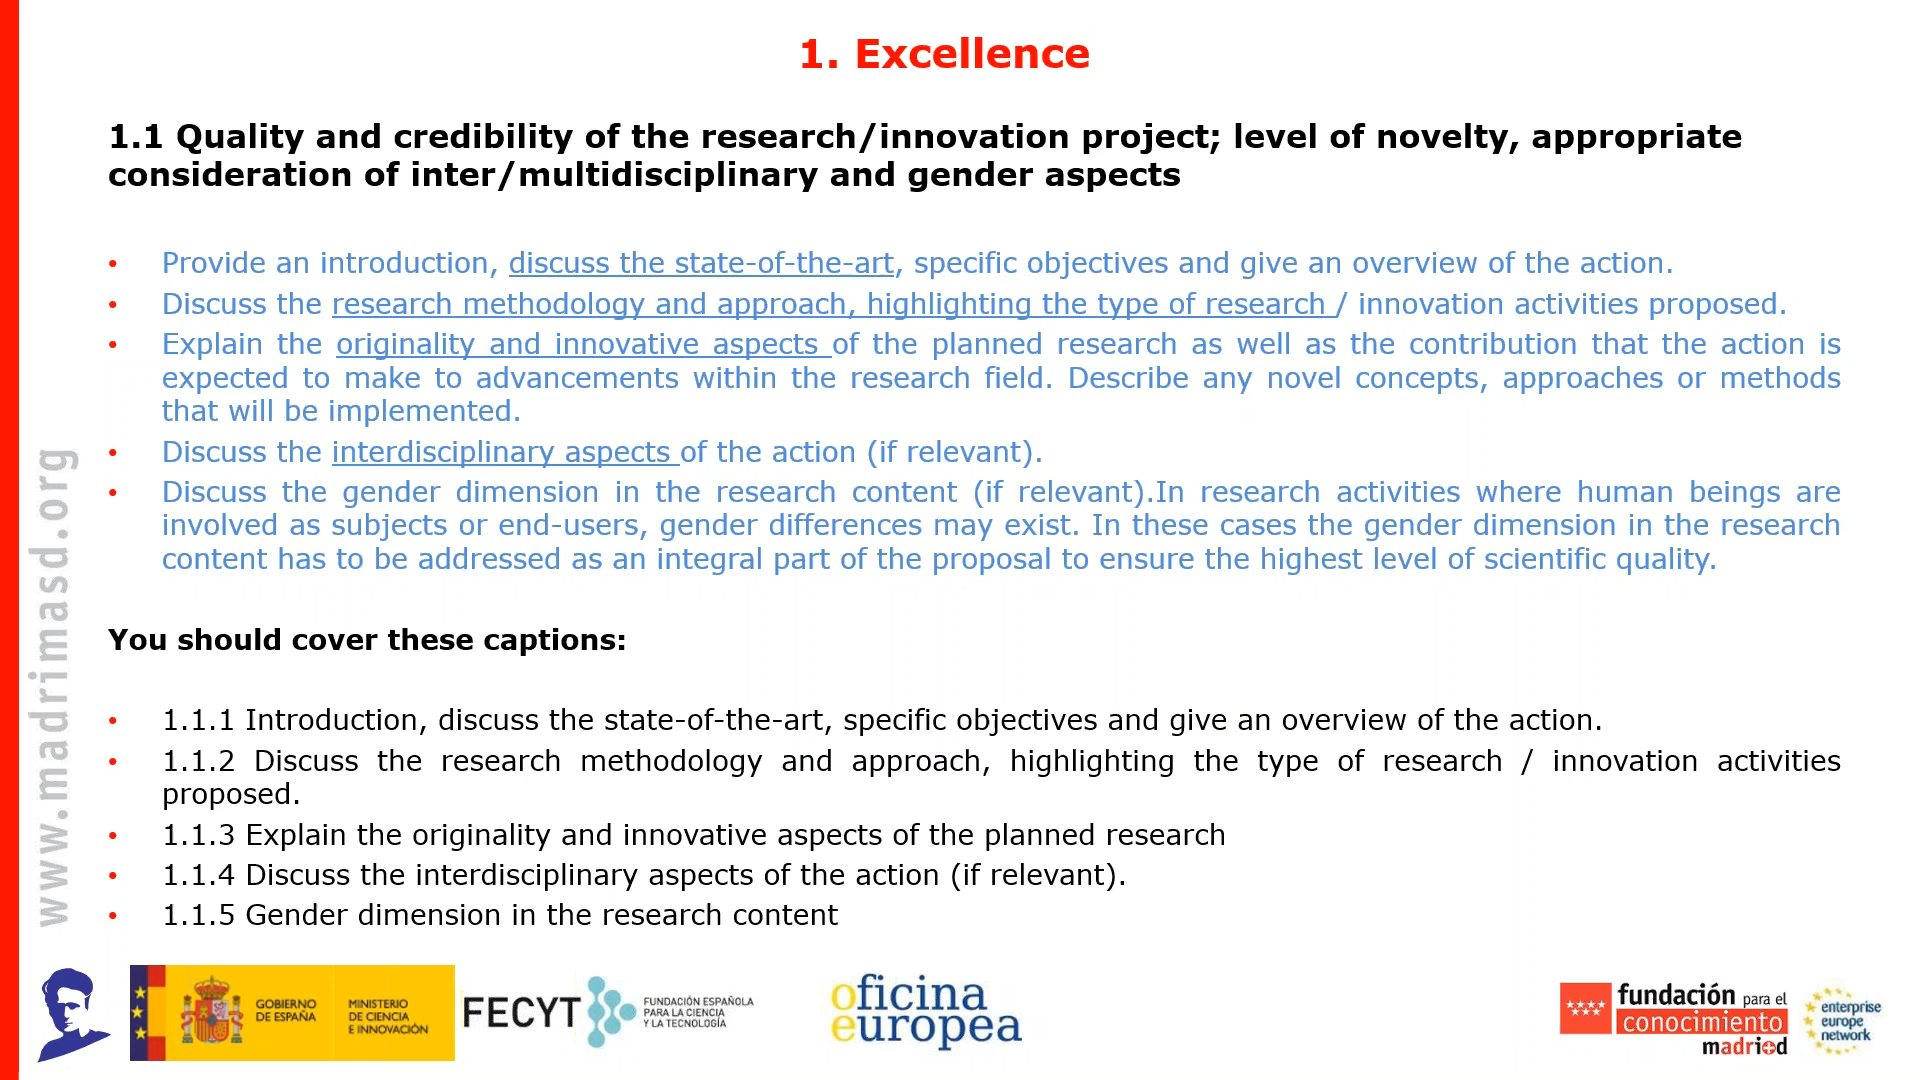 1. Excellence
1.1 Quality and credibility of the research/innovation project; level of novelty, appropriate
consideration of inter/multidisciplinary and gender aspects
• Provide an introduction, discuss the state-of-the-art, specific objectives and give an overview of the action.
• Discuss the research methodology and approach, highlighting the type of research / innovation activities proposed.
• Explain the originality and innovative aspects of the planned research as well as the contribution that the action is
expected to make to advancements within the research field. Describe any novel concepts, approaches or methods
that will be implemented.
• Discuss the interdisciplinary aspects of the action (if relevant).
• Discuss the gender dimension in the research content (if relevant).In research activities where human beings are
involved as subjects or end-users, gender differences may exist. In these cases the gender dimension in the research
content has to be addressed as an integral part of the proposal to ensure the highest level of scientific quality.
You should cover these captions:
• 1.1.1 Introduction, discuss the state-of-the-art, specific objectives and give an overview of the action.
• 1.1.2 Discuss the research methodology and approach, highlighting the type of research / innovation activities
proposed.
• 1.1.3 Explain the originality and innovative aspects of the planned research
• 1.1.4 Discuss the interdisciplinary aspects of the action (if relevant).
• 1.1.5 Gender dimension in the research content
www.madrimasd.org
GOBIERNO
DE ESPAÑA
MINISTERIO
DE CIENCIA
E INNOVACIÓN
FECYT
FUNDACIÓN ESPAÑOLA
PARA LA CIENCIA
Y LA TECNOLOGÍA
oficina
europea
fundación para el
conocimiento
madri+d
enterprise
europe
network